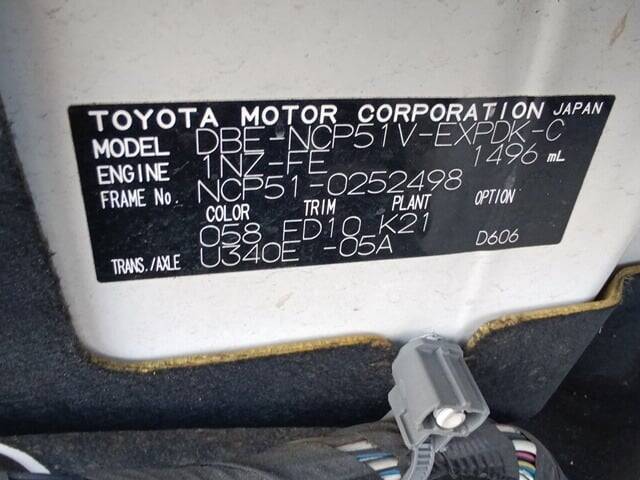 TOYOTA MOTOR CORPORATION JAPAN
MODEL DBE-NCP51V-EXPDK-C
ENGINE 1NZ-FE 1496 mL
FRAME No. NCP51-0252498
COLOR TRIM PLANT OPTION
058 FD10 K21
TRANS./AXLE U340E -05A D606